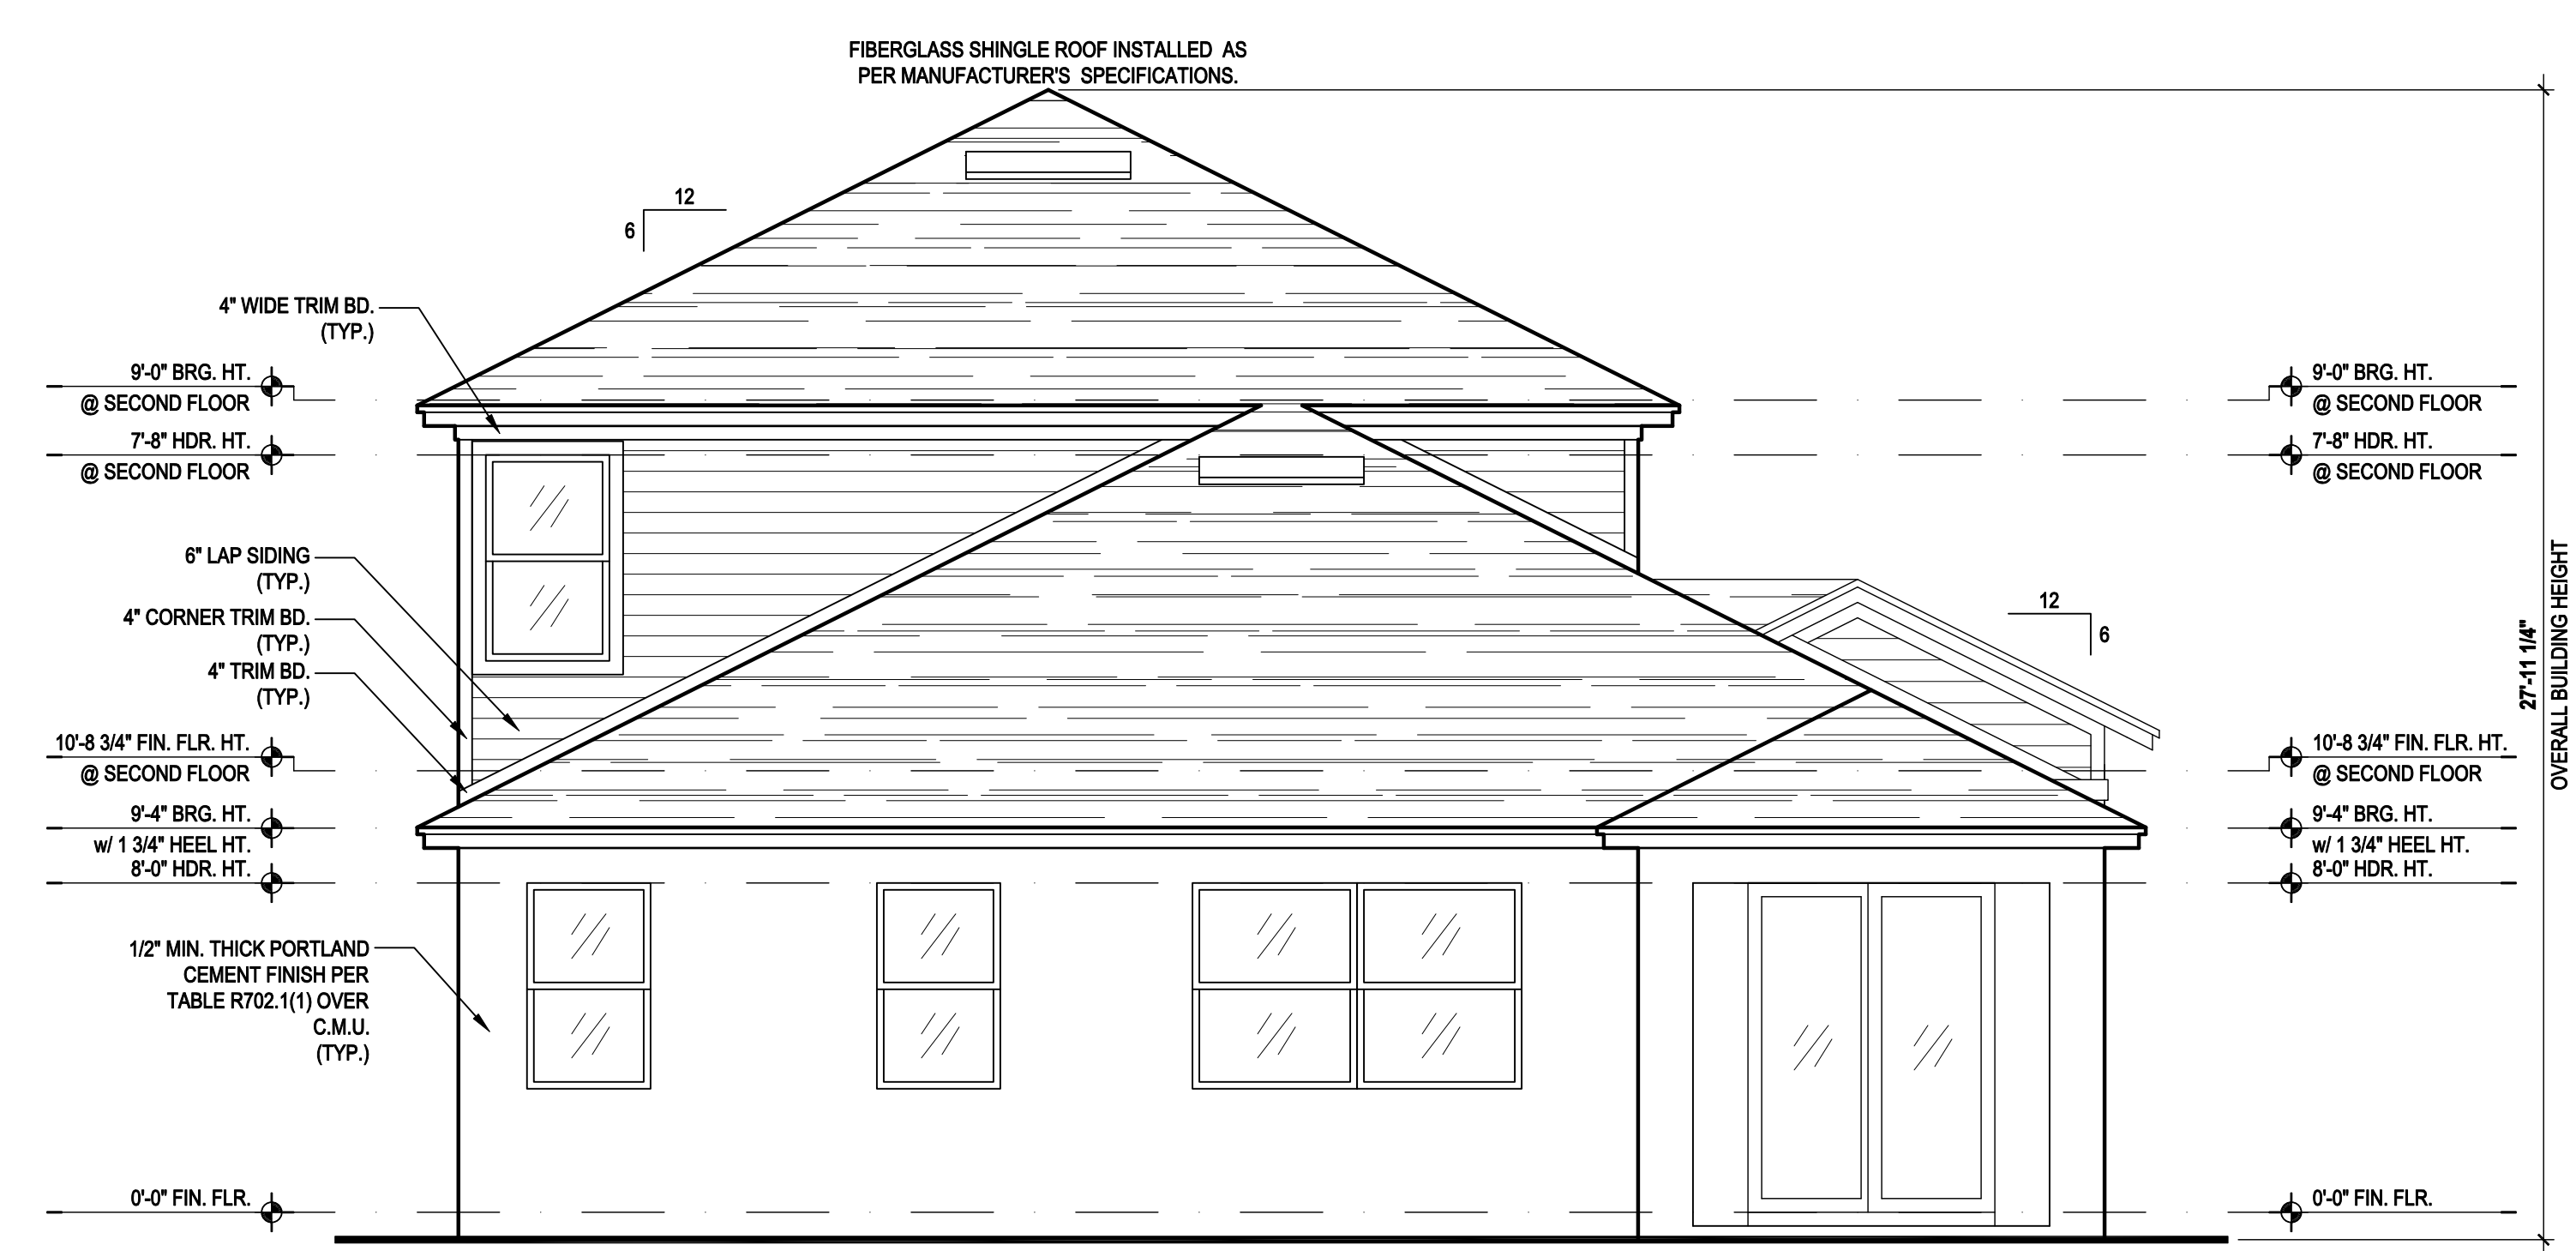 FIBERGLASS SHINGLE ROOF INSTALLED AS
PER MANUFACTURER'S SPECIFICATIONS.
12
6
4" WIDE TRIM BD.
(TYP.)
9'-0" BRG. HT.
@ SECOND FLOOR
7'-8" HDR. HT.
@ SECOND FLOOR
6" LAP SIDING
(TYP.)
4" CORNER TRIM BD.
(TYP.)
4" TRIM BD.
(TYP.)
10'-8 3/4" FIN. FLR. HT.
@ SECOND FLOOR
9'-4" BRG. HT.
w/ 1 3/4" HEEL HT.
8'-0" HDR. HT.
1/2" MIN. THICK PORTLAND
CEMENT FINISH PER
TABLE R702.1(1) OVER
C.M.U.
(TYP.)
0'-0" FIN. FLR.
9'-0" BRG. HT.
@ SECOND FLOOR
7'-8" HDR. HT.
@ SECOND FLOOR
12
6
10'-8 3/4" FIN. FLR. HT.
@ SECOND FLOOR
9'-4" BRG. HT.
w/ 1 3/4" HEEL HT.
8'-0" HDR. HT.
0'-0" FIN. FLR.
27'-11 1/4"
OVERALL BUILDING HEIGHT